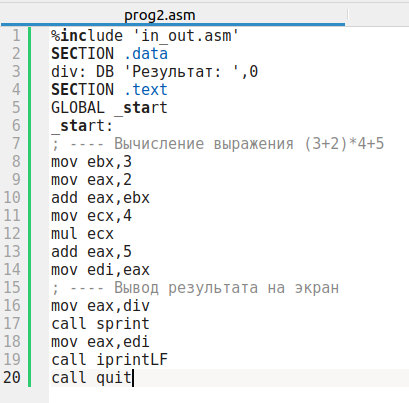 prog2.asm
1 %include 'in_out.asm'
2 SECTION .data
3 div: DB 'Результат: ',0
4 SECTION .text
5 GLOBAL _start
6 _start:
7 ; ---- Вычисление выражения (3+2)*4+5
8 mov ebx,3
9 mov eax,2
10 add eax,ebx
11 mov ecx,4
12 mul ecx
13 add eax,5
14 mov edi,eax
15 ; ---- Вывод результата на экран
16 mov eax,div
17 call sprint
18 mov eax,edi
19 call iprintLF
20 call quit